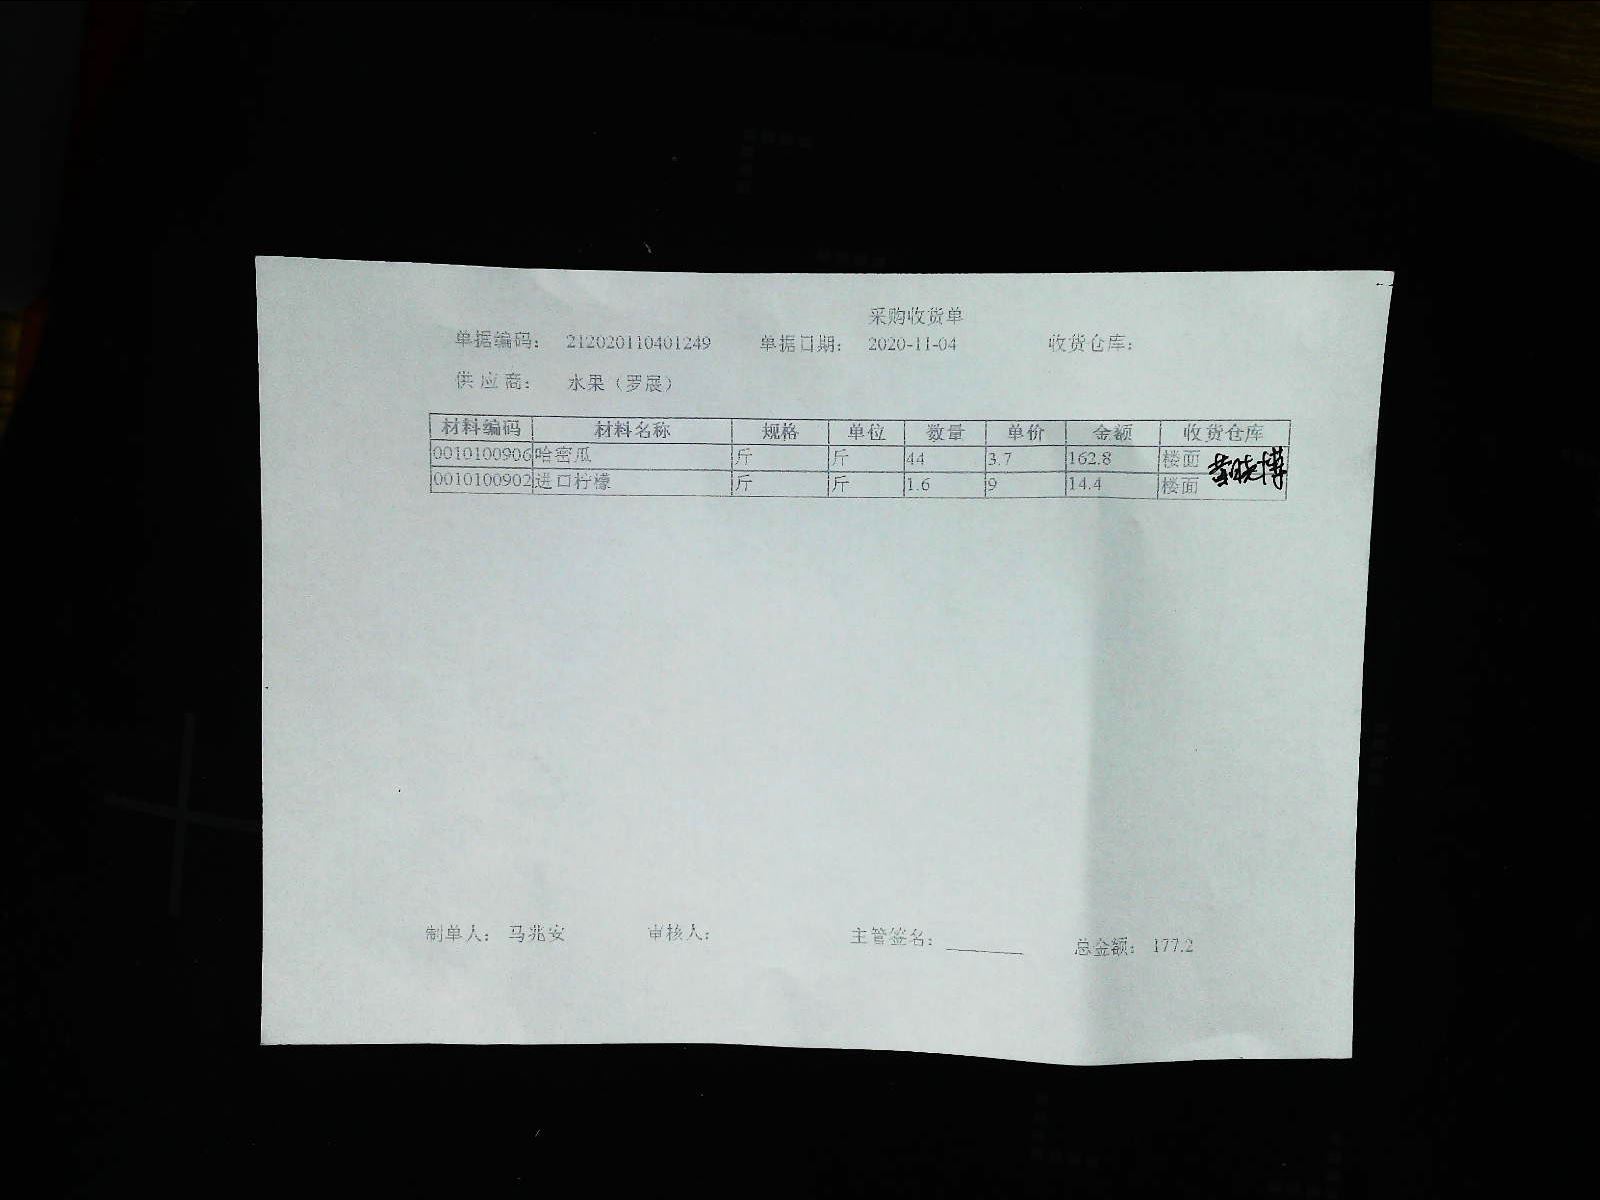 采购收货单
单据编码: 212020110401249 单据日期: 2020-11-04 收货仓库:
供应商: 水果(罗展)
材料编码 材料名称 规格 单位 数量 单价 金额 收货仓库
0010100906 哈密瓜 斤 斤 44 3.7 162.8 楼面
0010100902 进口柠檬 斤 斤 1.6 9 14.4 楼面
制单人: 马兆安 审核人: 主管签名: 总金额: 177.2